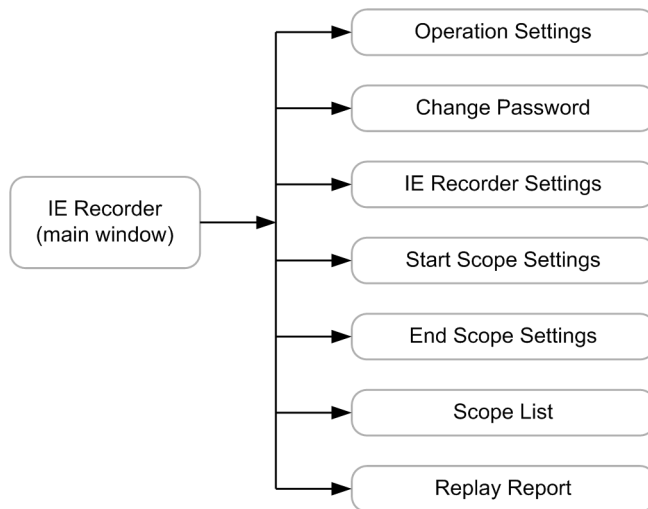 Operation Settings
Change Password
IE Recorder Settings
IE Recorder
(main window)
Start Scope Settings
End Scope Settings
Scope List
Replay Report